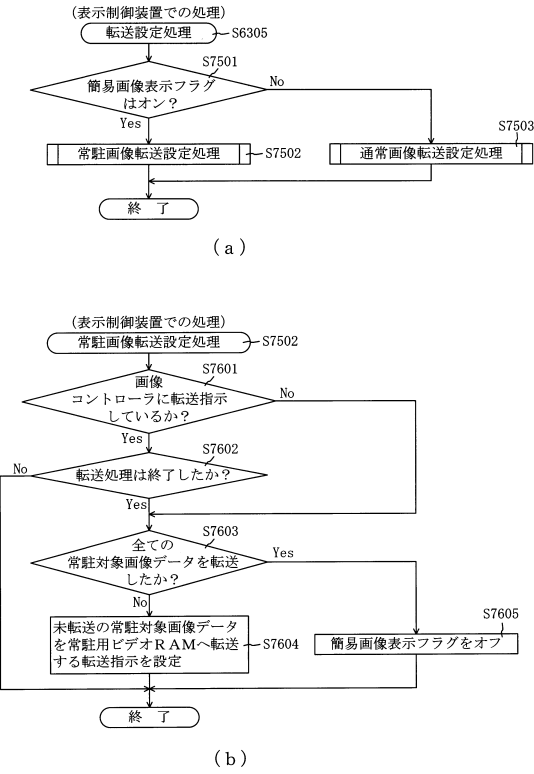 (表示制御装置での処理)
転送設定処理
S6305
S7501
簡易画像表示フラグ
はオン?
No
Yes
S7503
常駐画像転送設定処理
S7502
通常画像転送設定処理
終 了
(a)
(表示制御装置での処理)
常駐画像転送設定処理
S7502
S7601
画像
コントローラに転送指示
しているか?
No
Yes
S7602
No
転送処理は終了したか?
Yes
S7603
全ての
常駐対象画像データを転送
したか?
Yes
No
S7605
未転送の常駐対象画像データ
を常駐用ビデオRAMへ転送
する転送指示を設定
S7604
簡易画像表示フラグをオフ
終 了
(b)